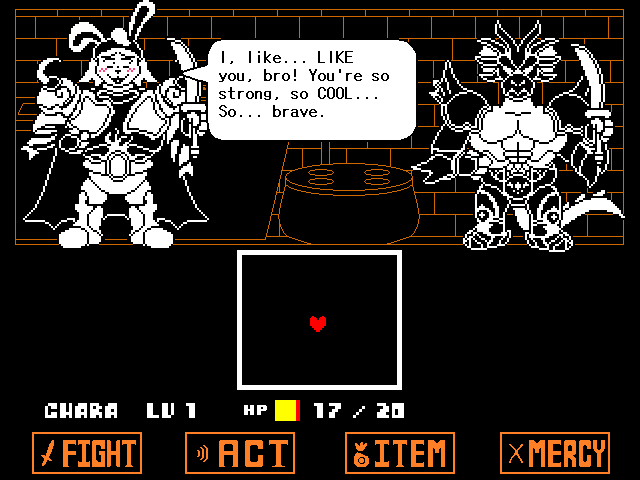 I, like... LIKE
you, bro! You're so
strong, so COOL...
So... brave.
CHARA LV 1 HP 17 / 20
FIGHT ACT ITEM MERCY